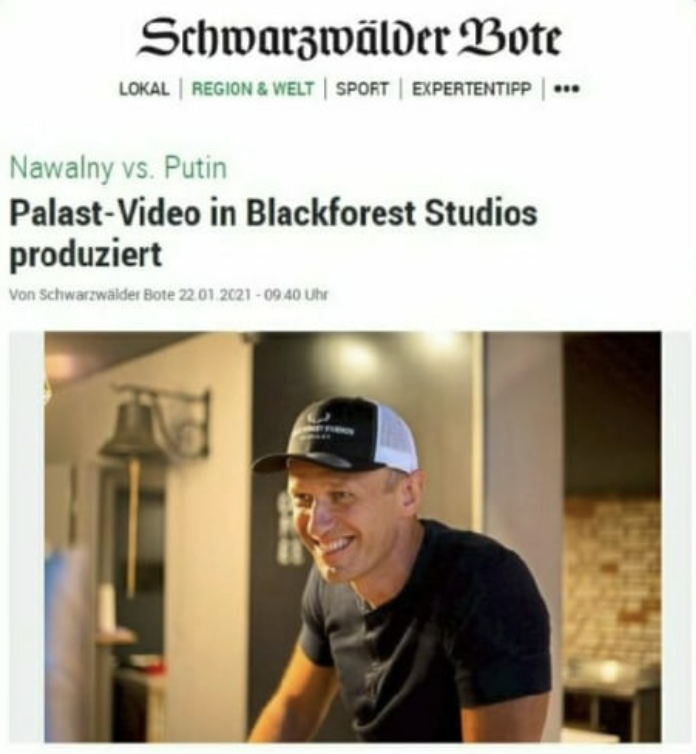 Schwarzwälder Bote
LOKAL | REGION & WELT | SPORT | EXPERTENTIPP | •••
Nawalny vs. Putin
Palast-Video in Blackforest Studios
produziert
Von Schwarzwälder Bote 22.01.2021 - 09:40 Uhr